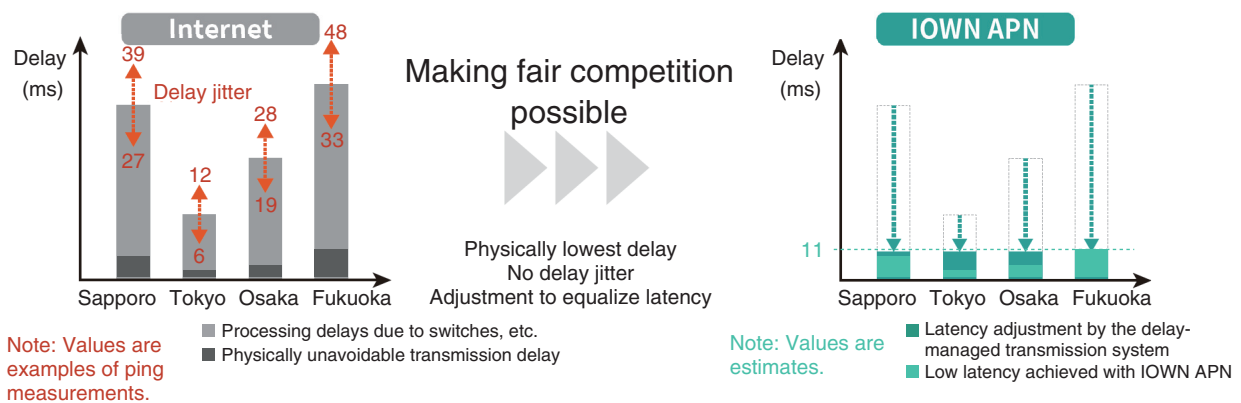 Internet
Delay
(ms)
39
27
Delay jitter
12
6
28
19
48
33
Sapporo
Tokyo
Osaka
Fukuoka
Note: Values are
examples of ping
measurements.
Processing delays due to switches, etc.
Physically unavoidable transmission delay
Making fair competition
possible
Physically lowest delay
No delay jitter
Adjustment to equalize latency
IOWN APN
Delay
(ms)
11
Sapporo
Tokyo
Osaka
Fukuoka
Note: Values are
estimates.
Latency adjustment by the delay-
managed transmission system
Low latency achieved with IOWN APN